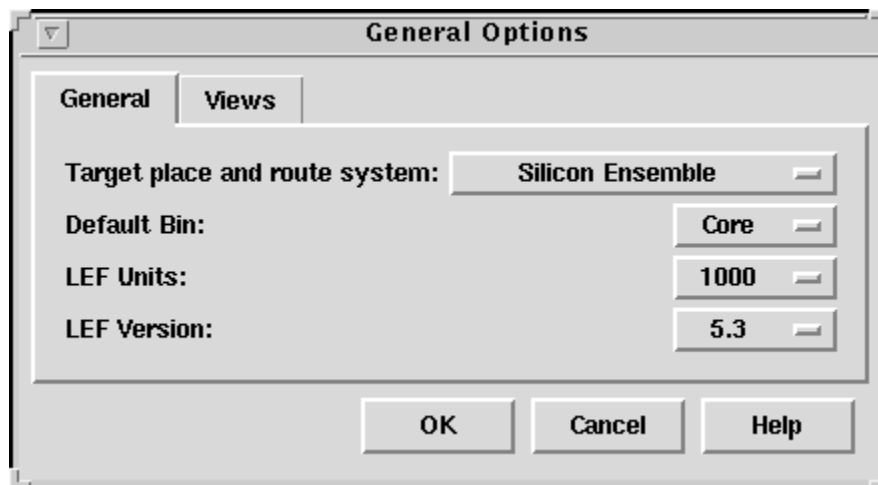 General Options
General Views
Target place and route system: Silicon Ensemble
Default Bin: Core
LEF Units: 1000
LEF Version: 5.3
OK Cancel Help